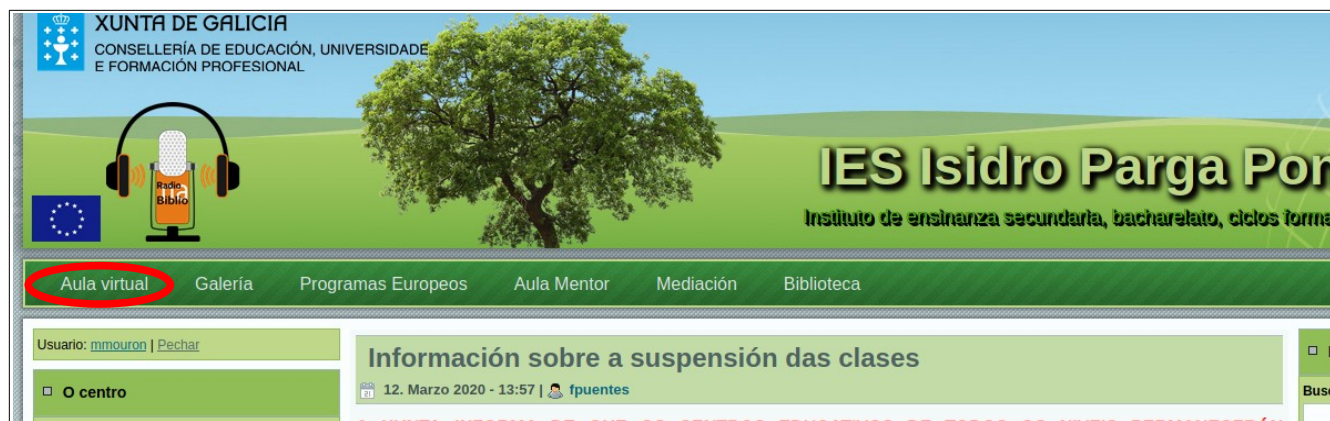 XUNTA DE GALICIA
CONSELLERÍA DE EDUCACIÓN, UNIVERSIDADE
E FORMACIÓN PROFESIONAL
Radio
na
Biblio
IES Isidro Parga Pon
Instituto de ensinanza secundaria, bacharelato, ciclos forma
Aula virtual Galería Programas Europeos Aula Mentor Mediación Biblioteca
Usuario: mmouron | Pechar
Información sobre a suspensión das clases
12. Marzo 2020 - 13:57 | fpuentes
O centro
Bus